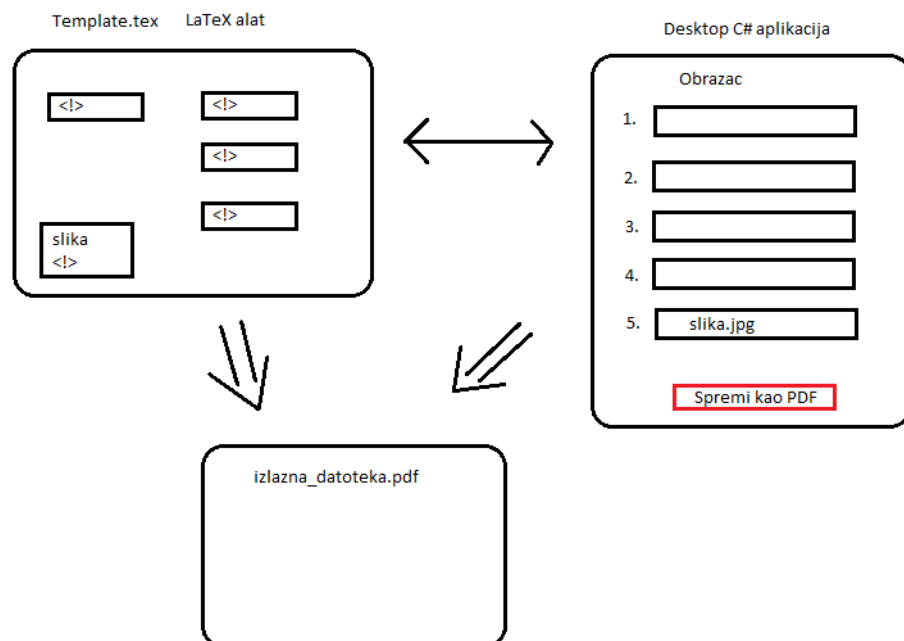 Template.tex LaTeX alat
<!> <!>
<!>
<!>
slika
<!>
Desktop C# aplikacija
Obrazac
1.
2.
3.
4.
5. slika.jpg
Spremi kao PDF
izlazna_datoteka.pdf